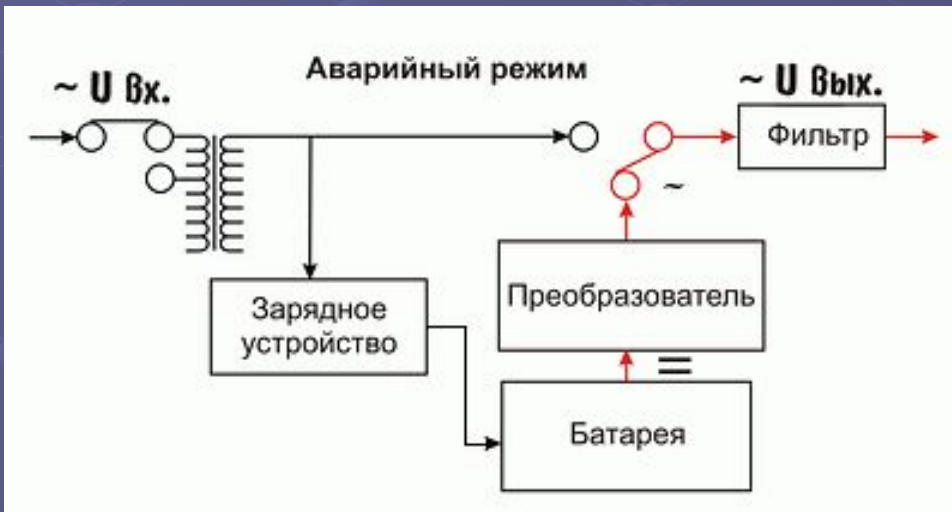 Аварийный режим
~ U вх.
~ U вых.
Фильтр
~
Преобразователь
Зарядное
устройство
=
Батарея